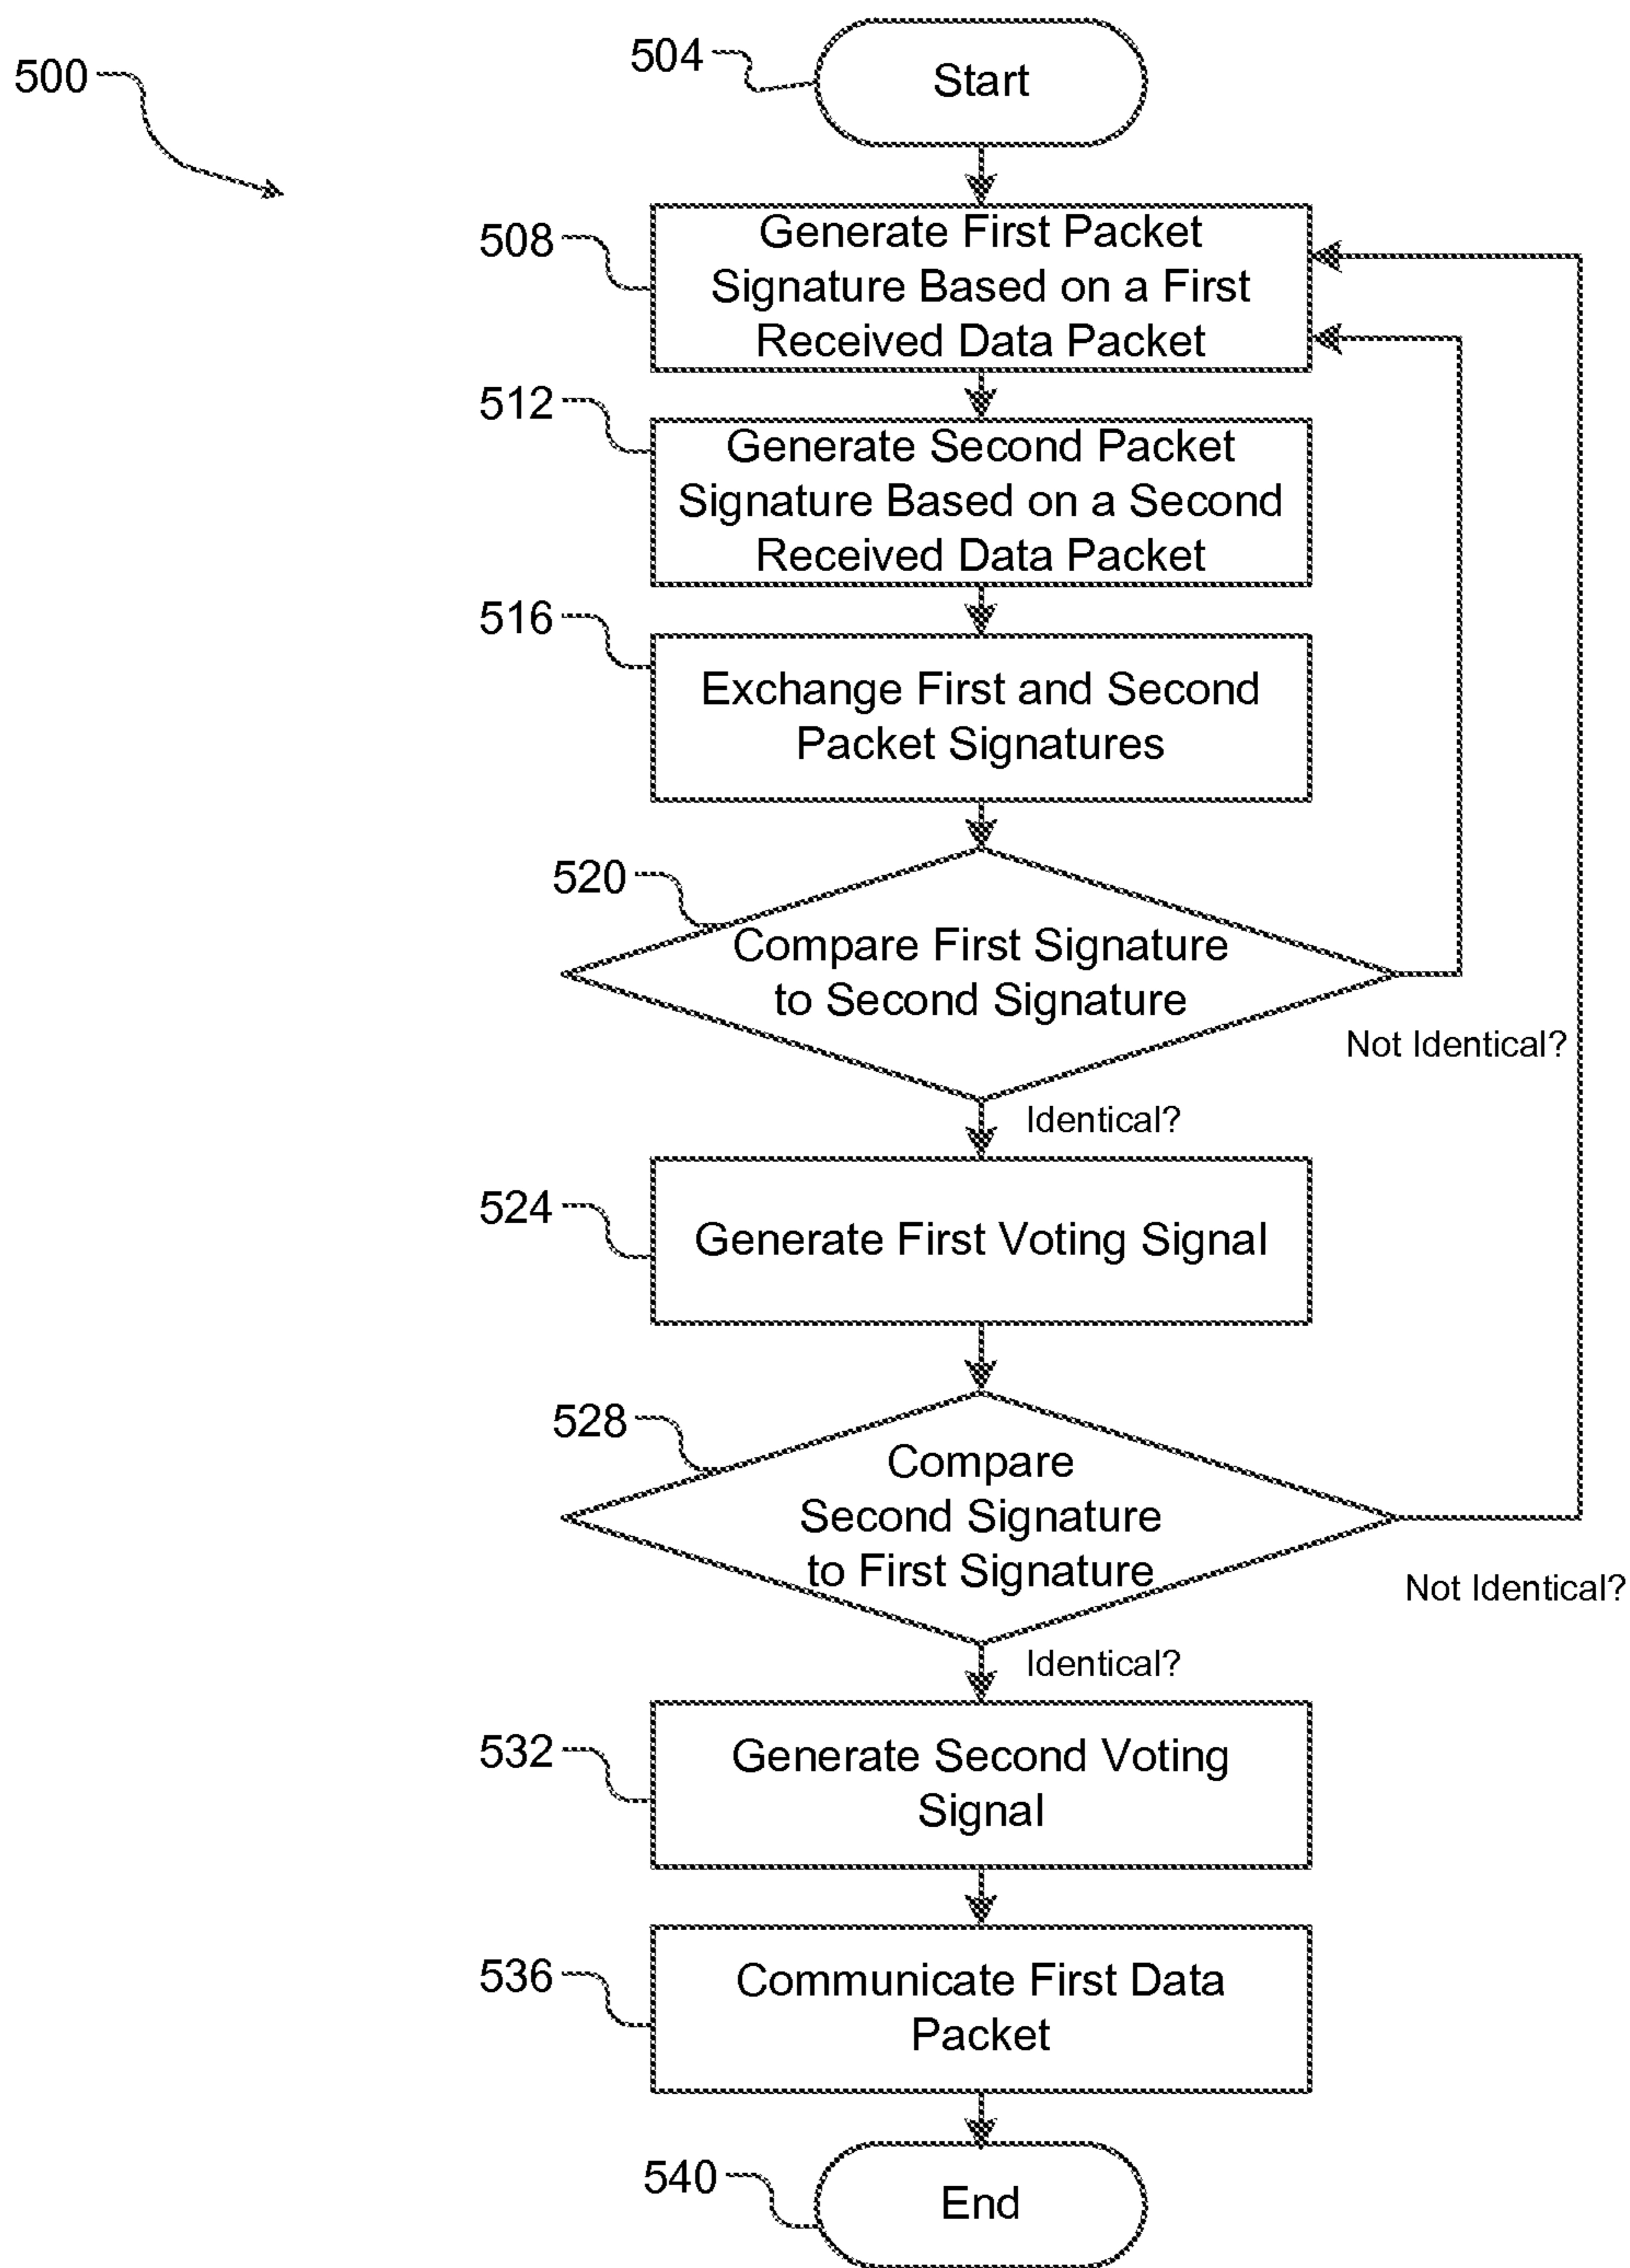 500
504
Start
508
Generate First Packet
Signature Based on a First
Received Data Packet
512
Generate Second Packet
Signature Based on a Second
Received Data Packet
516
Exchange First and Second
Packet Signatures
520
Compare First Signature
to Second Signature
Not Identical?
Identical?
524
Generate First Voting Signal
528
Compare
Second Signature
to First Signature
Not Identical?
Identical?
532
Generate Second Voting
Signal
536
Communicate First Data
Packet
540
End